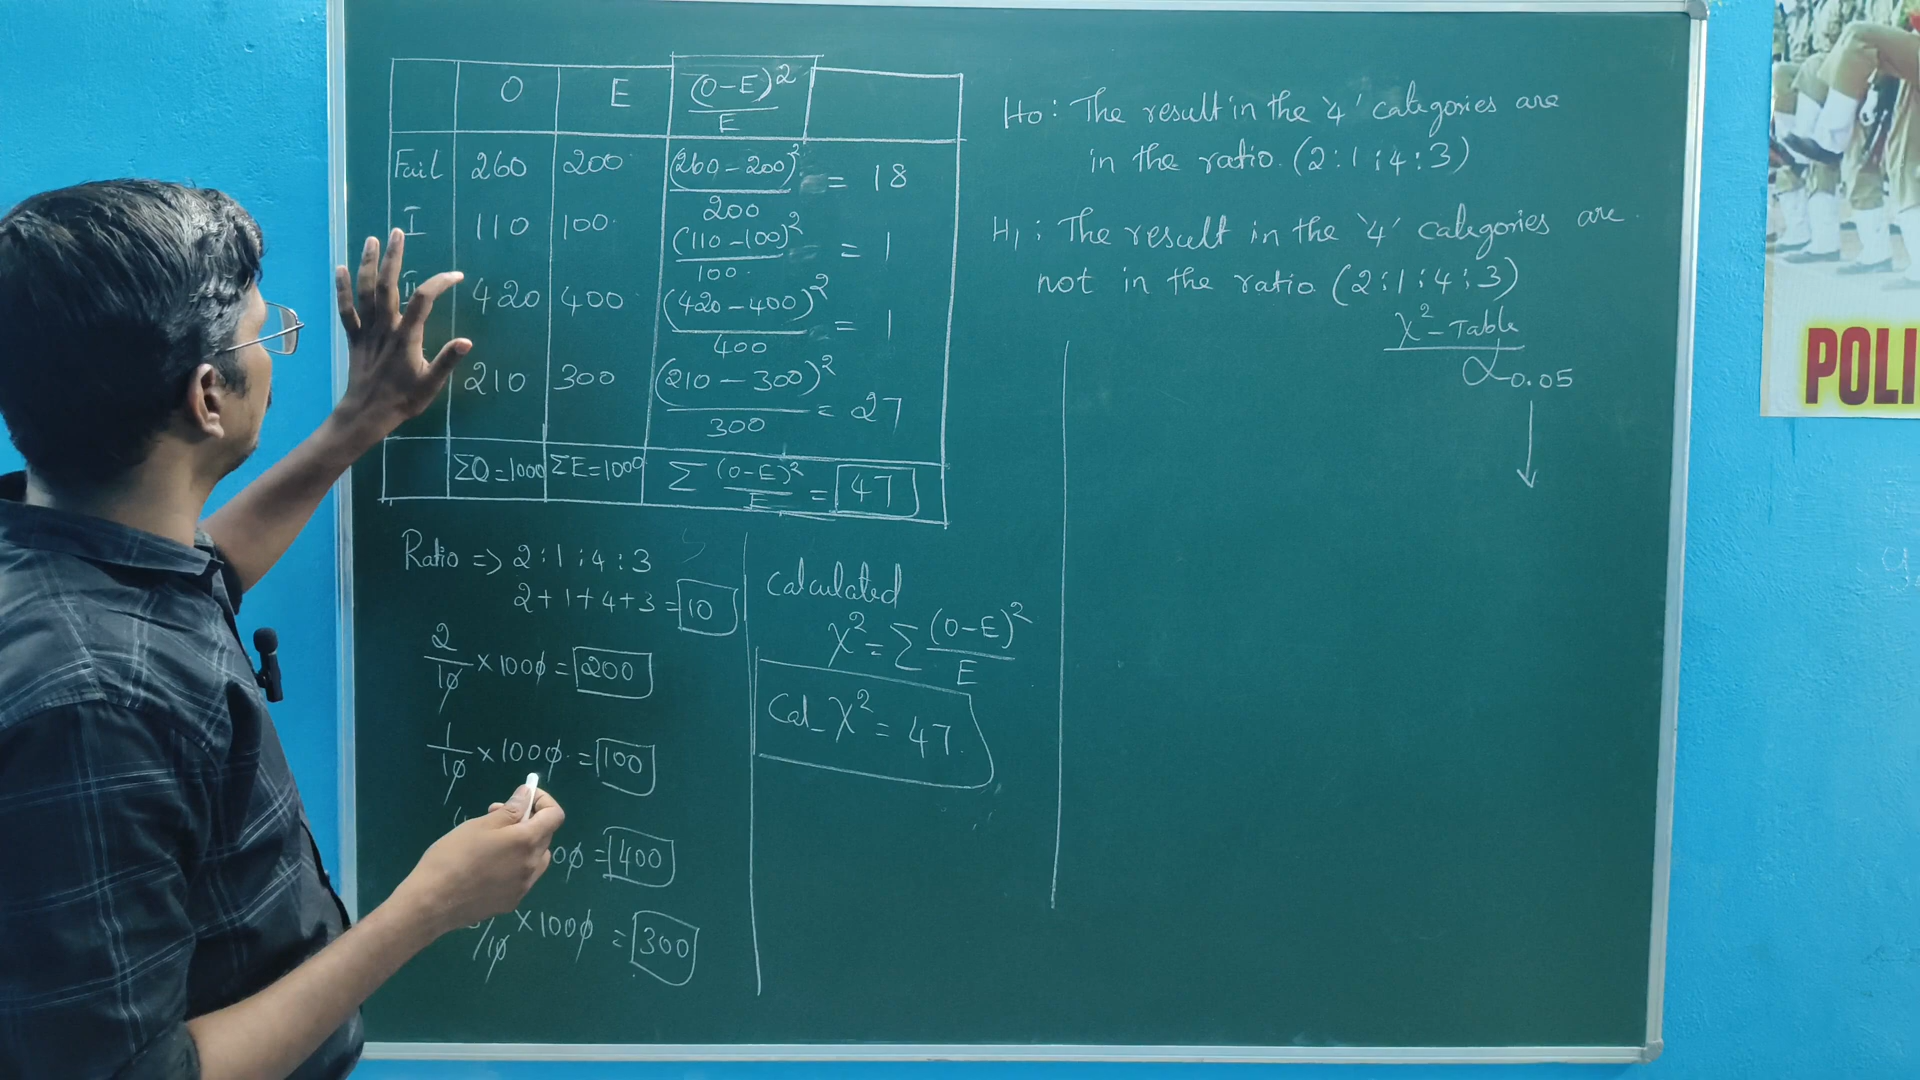 O E (O-E)²/E
Fail 260 200 (260-200)²/200 = 18
I 110 100 (110-100)²/100 = 1
II 420 400 (420-400)²/400 = 1
210 300 (210-300)²/300 = 27
ΣO=1000 ΣE=1000 Σ (O-E)²/E = 47
Ratio => 2:1:4:3
2+1+4+3=10
2/10 × 1000 = 200
1/10 × 1000 = 100
00 = 400
/10 × 1000 = 300
Calculated
χ² = Σ (O-E)²/E
Cal_χ² = 47
H0: The result in the '4' categories are
in the ratio. (2:1:4:3)
H1: The result in the '4' categories are
not in the ratio (2:1:4:3)
χ²-Table
α0.05
POLI